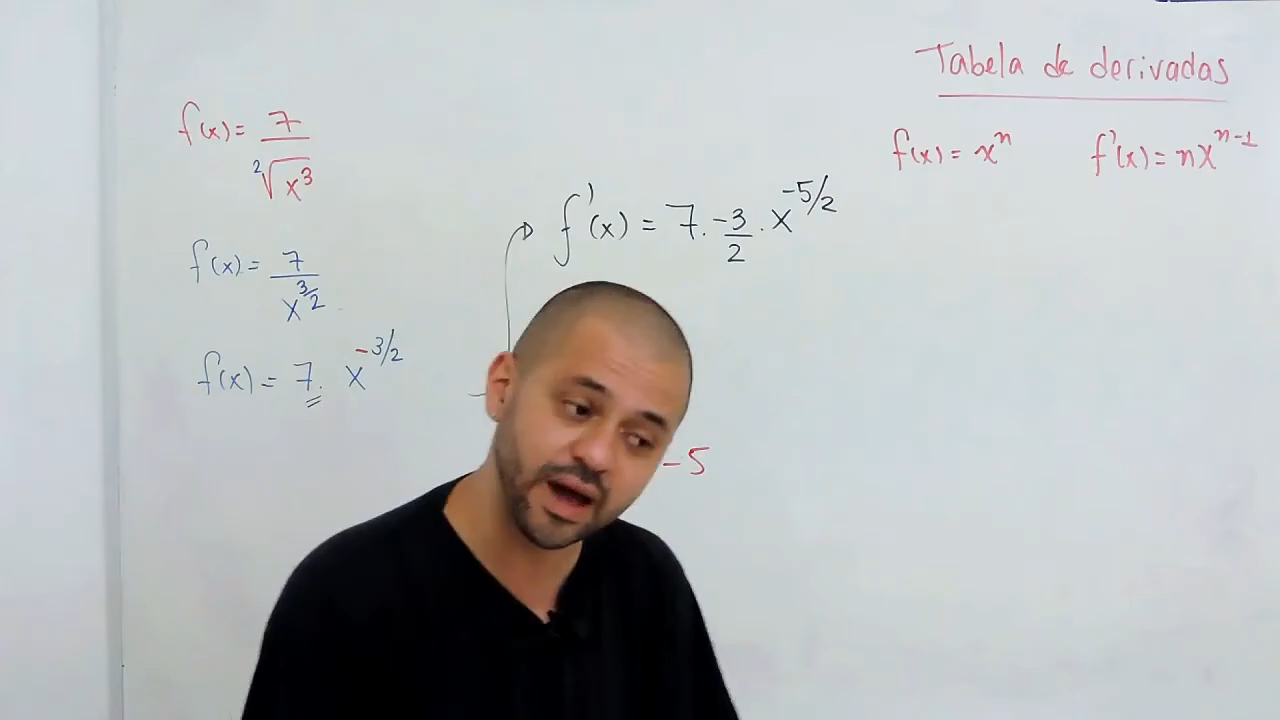 Tabela de derivadas
f(x) = x^n    f'(x) = nx^{n-1}
f(x) = 7/²√x³
f'(x) = 7 · -3/2 · x^{-5/2}
f(x) = 7/x^{3/2}
f(x) = 7 · x^{-3/2}
-5